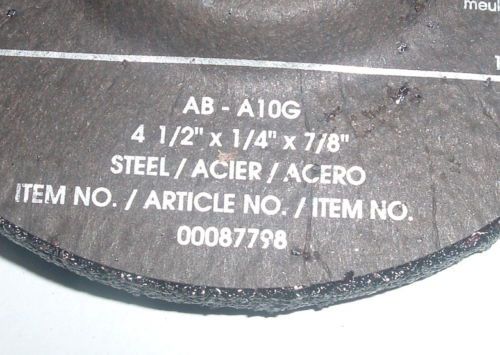 meul
AB - A10G
4 1/2" x 1/4" x 7/8"
STEEL / ACIER / ACERO
ITEM NO. / ARTICLE NO. / ITEM NO.
00087798